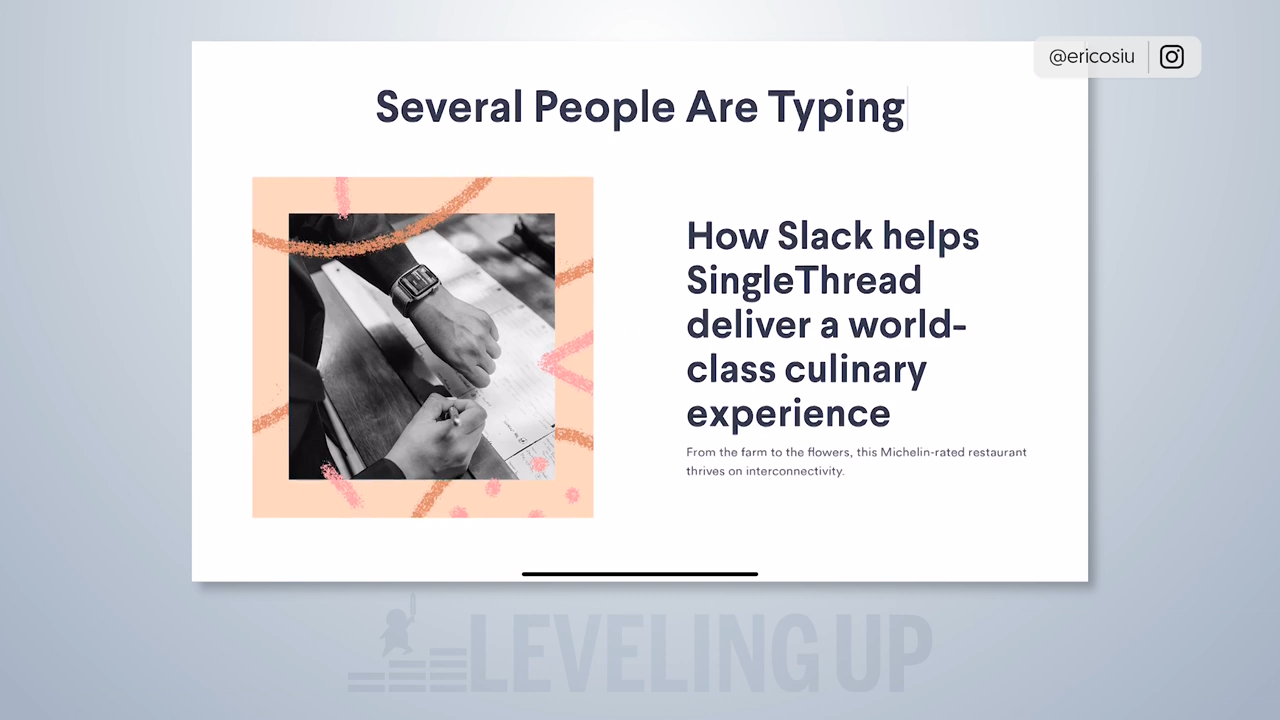 @ericosiu
Several People Are Typing
How Slack helps
SingleThread
deliver a world-
class culinary
experience
From the farm to the flowers, this Michelin-rated restaurant
thrives on interconnectivity.
LEVELING UP